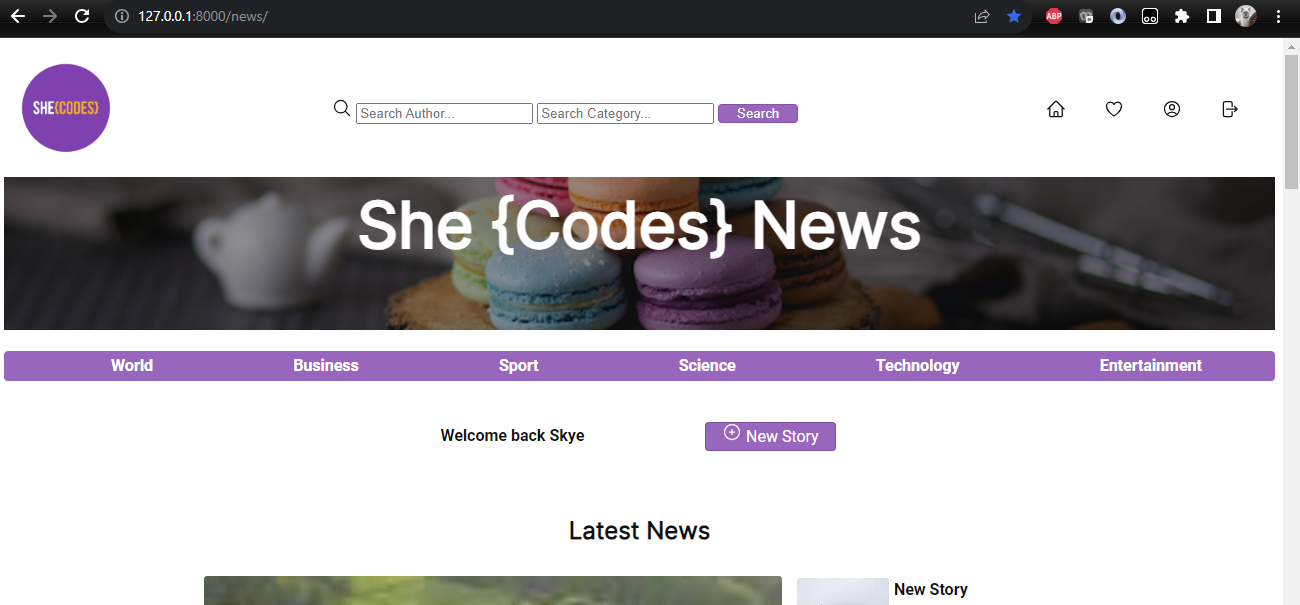 127.0.0.1:8000/news/
ABP
SHE{CODES}
Search Author... Search Category... Search
She {Codes} News
World Business Sport Science Technology Entertainment
Welcome back Skye New Story
Latest News
New Story